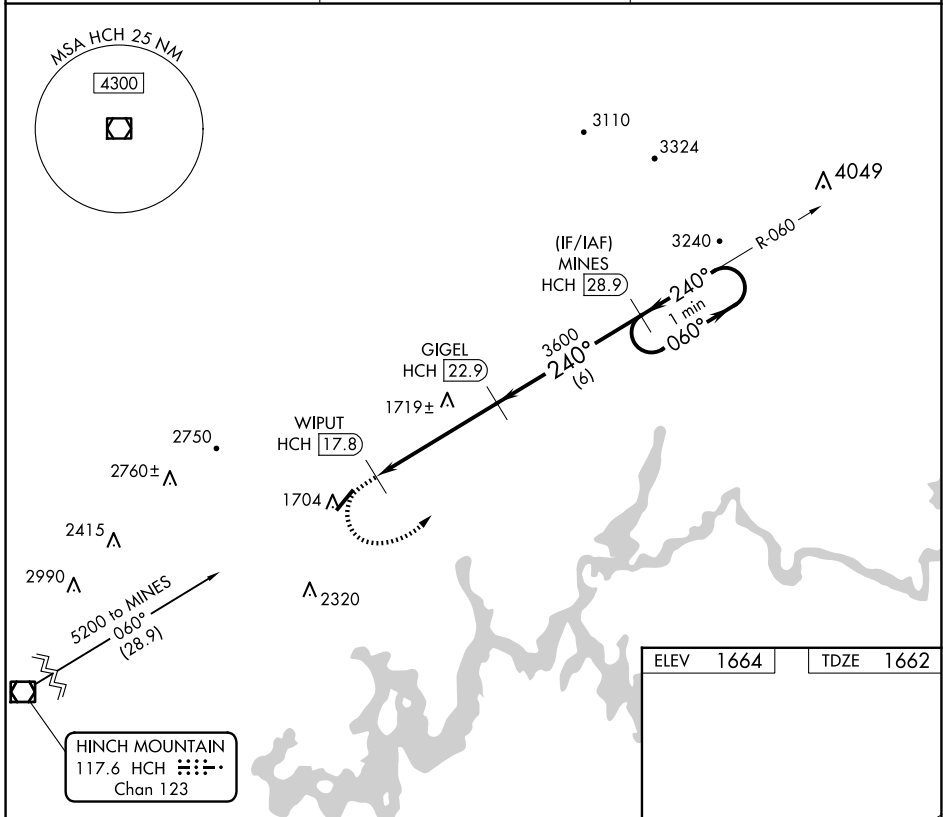 MSA HCH 25 NM
4300
3110
3324
4049
3240
R-060
(IF/IAF)
MINES
HCH 28.9
240°
1 min
060°
3600
240°
(6)
GIGEL
HCH 22.9
1719±
WIPUT
HCH 17.8
2750
2760±
1704
2415
2990
2320
5200 to MINES
060°
(28.9)
HINCH MOUNTAIN
117.6 HCH
Chan 123
ELEV 1664
TDZE 1662